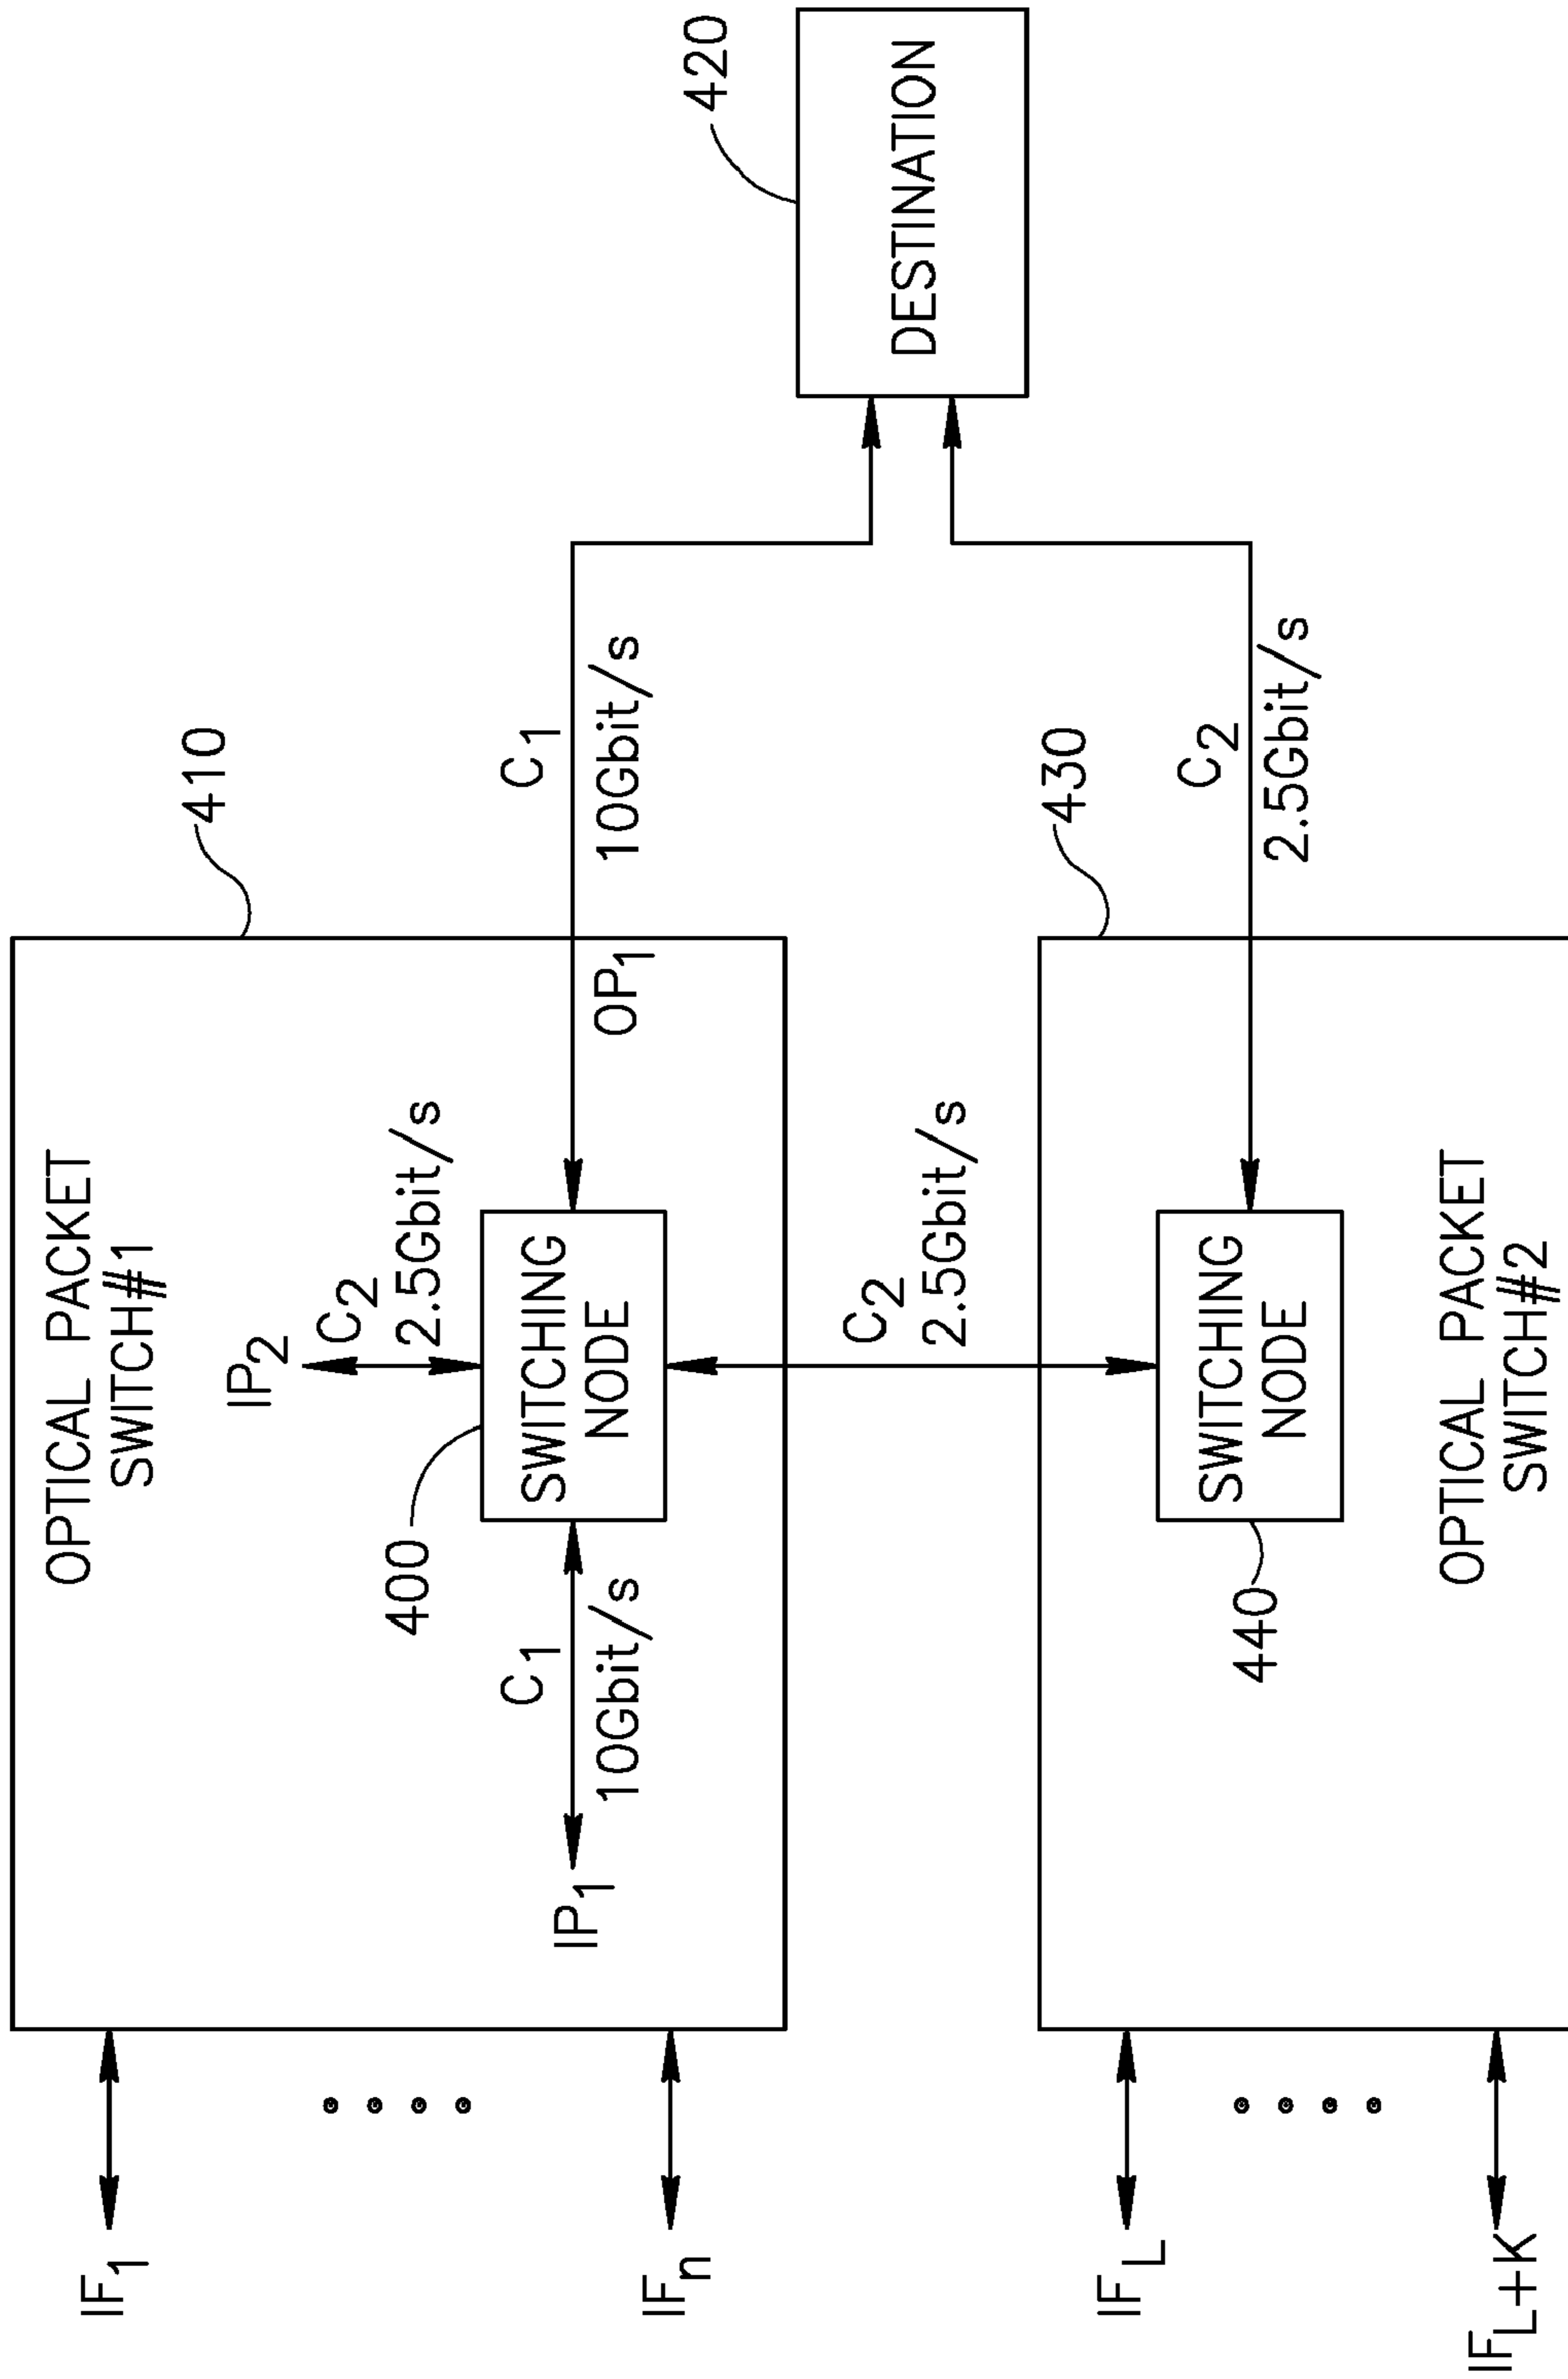 OPTICAL PACKET
SWITCH#1
410
IF1
IP2
C2
2.5Gbit/s
400
SWITCHING
NODE
IP1
C1
10Gbit/s
OP1
C1
10Gbit/s
IFn
420
DESTINATION
C2
2.5Gbit/s
430
IFL
C2
2.5Gbit/s
SWITCHING
NODE
440
OPTICAL PACKET
SWITCH#2
IFL+K